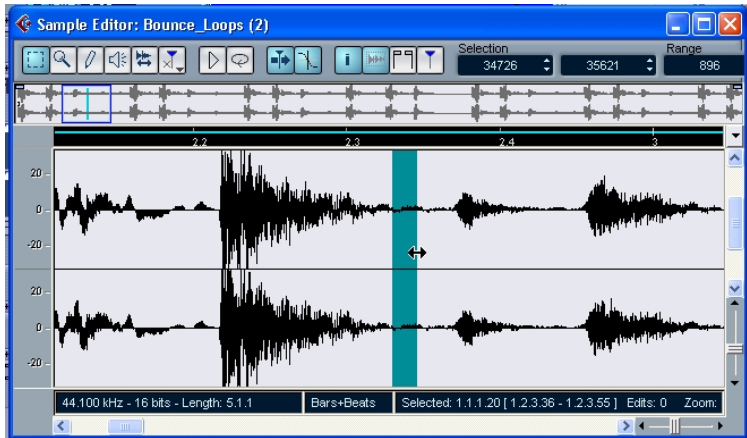 Sample Editor: Bounce_Loops (2)
Selection Range
34726 35621 896
2.2 2.3 2.4 3
20
0
-20
20
0
-20
44.100 kHz - 16 bits - Length: 5.1.1 Bars+Beats Selected: 1.1.1.20 [ 1.2.3.36 - 1.2.3.55 ] Edits: 0 Zoom: